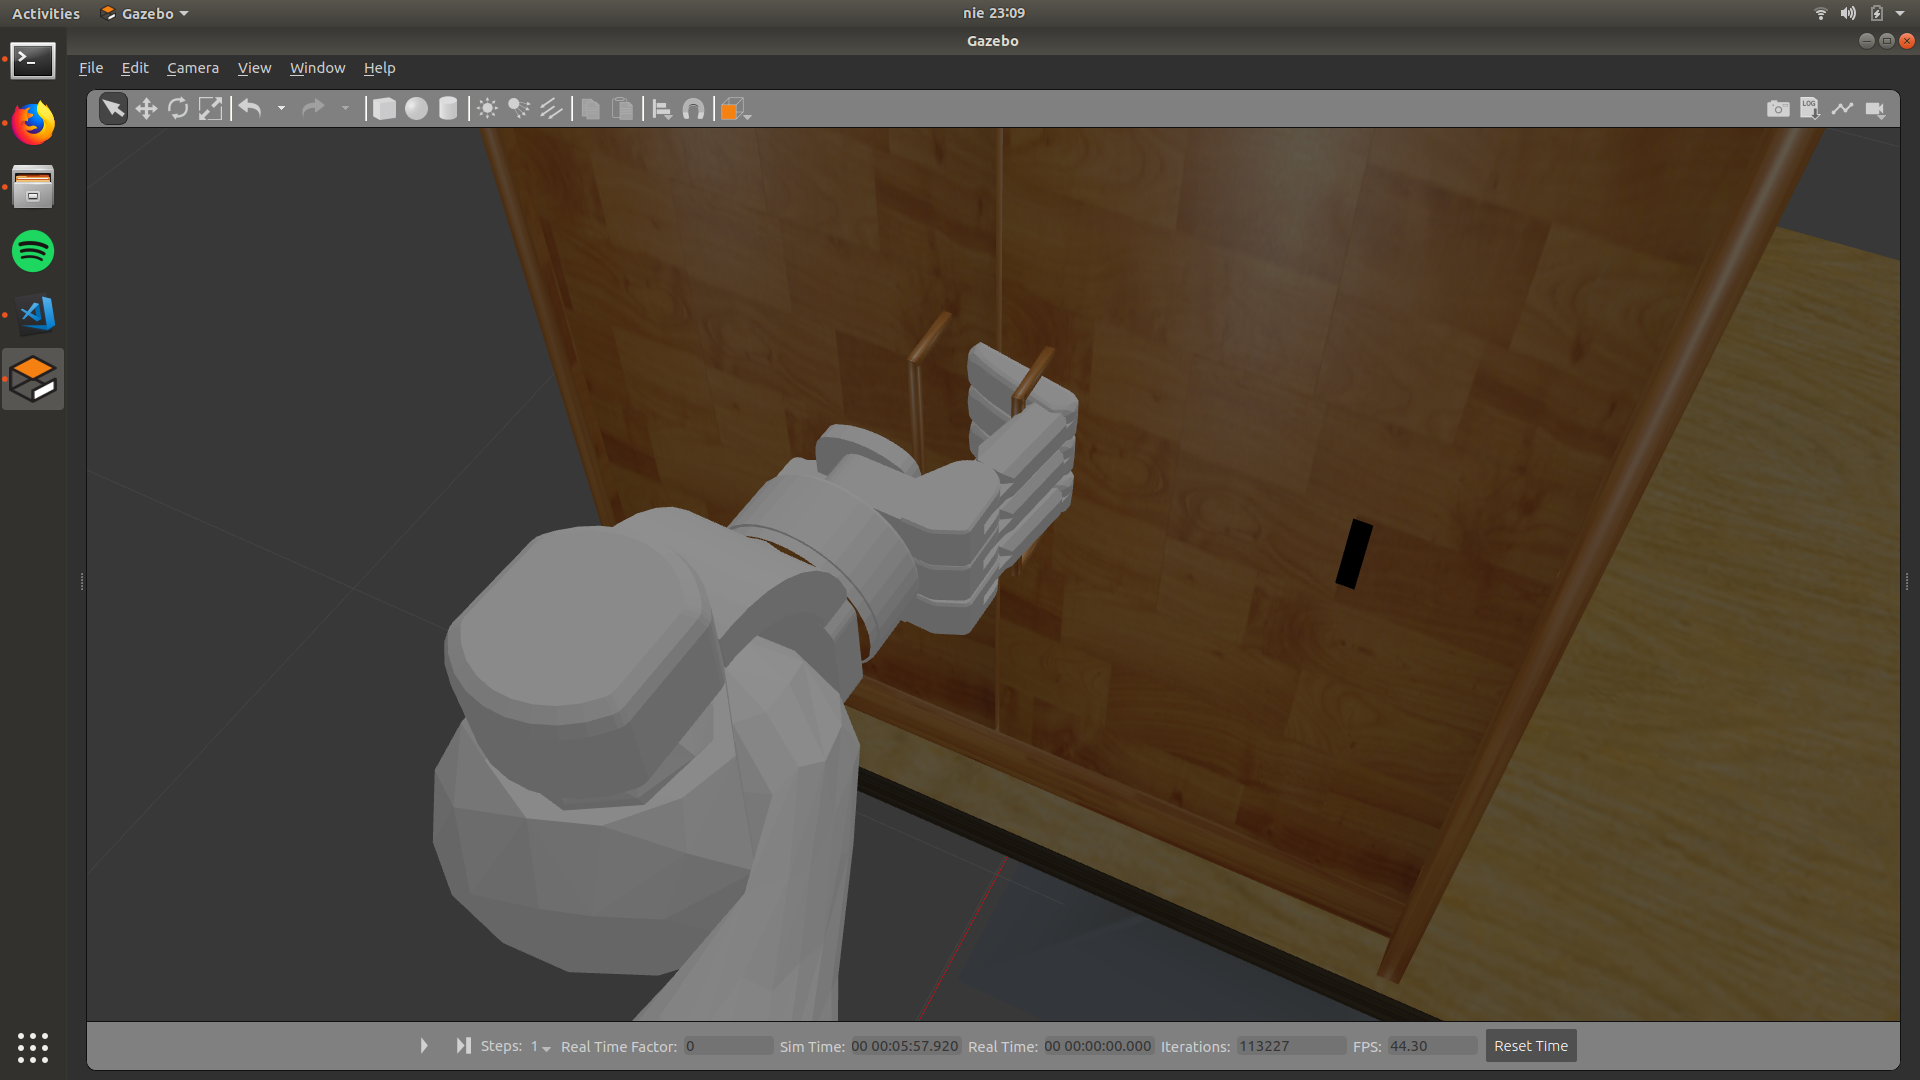 Activities Gazebo nie 23:09
Gazebo
File Edit Camera View Window Help
LOG
Steps: 1 Real Time Factor: 0 Sim Time: 00 00:05:57.920 Real Time: 00 00:00:00.000 Iterations: 113227 FPS: 44.30 Reset Time